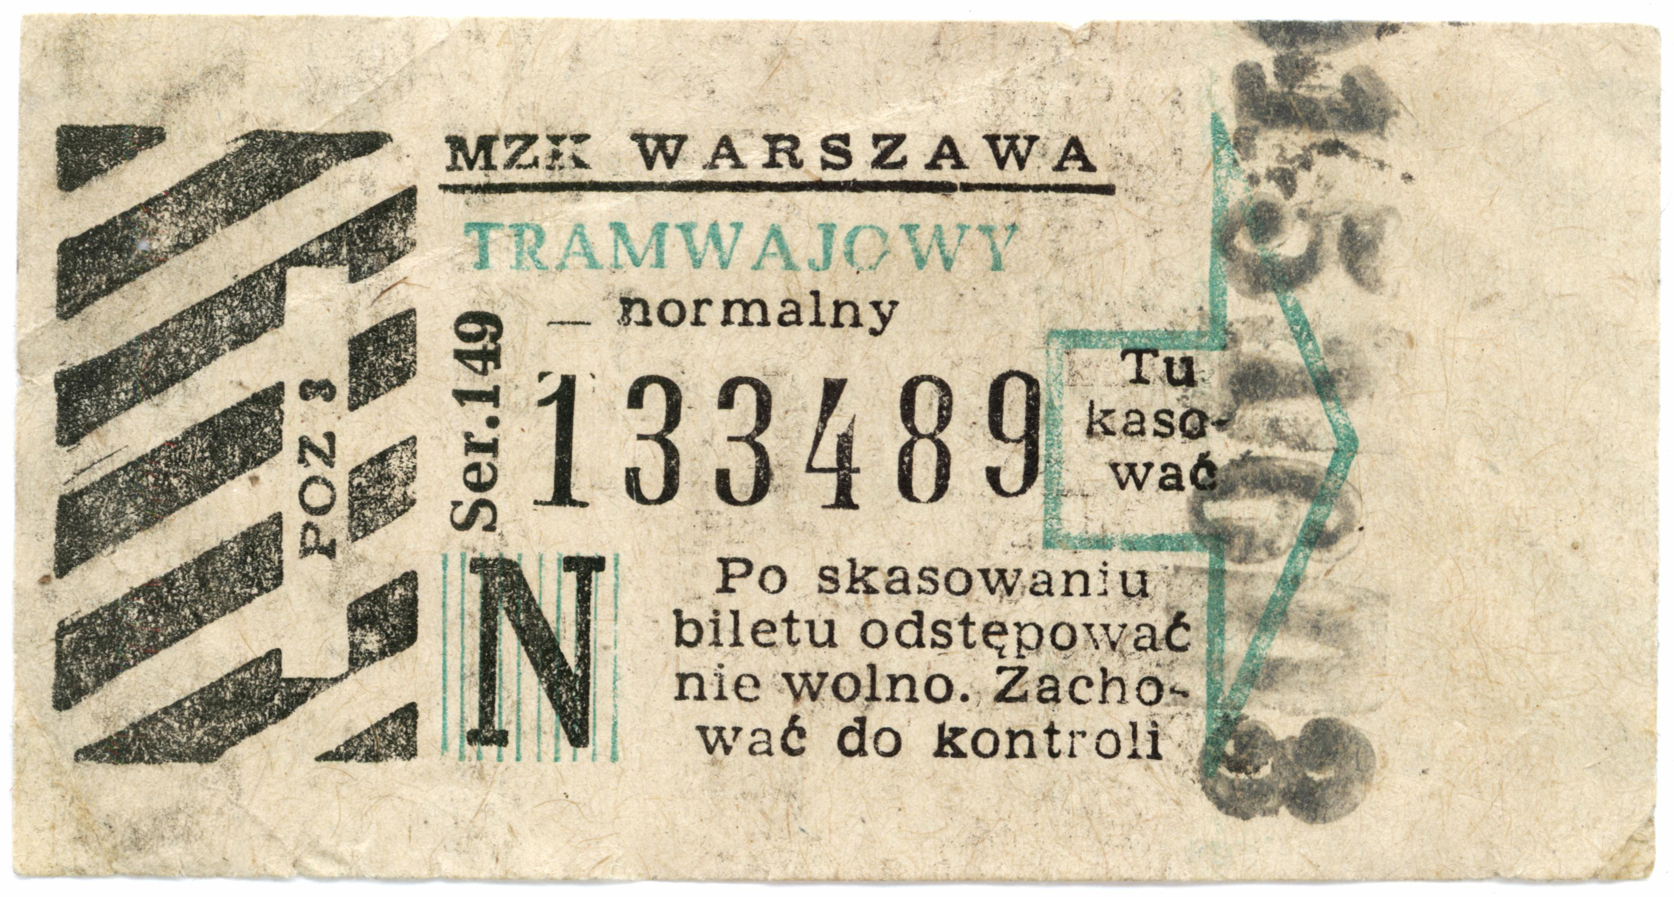 MZK WARSZAWA
TRAMWAJOWY
normalny
POZ 3
Ser.149
133489
Tu
kaso-
wać
N
Po skasowaniu
biletu odstępować
nie wolno. Zacho-
wać do kontroli